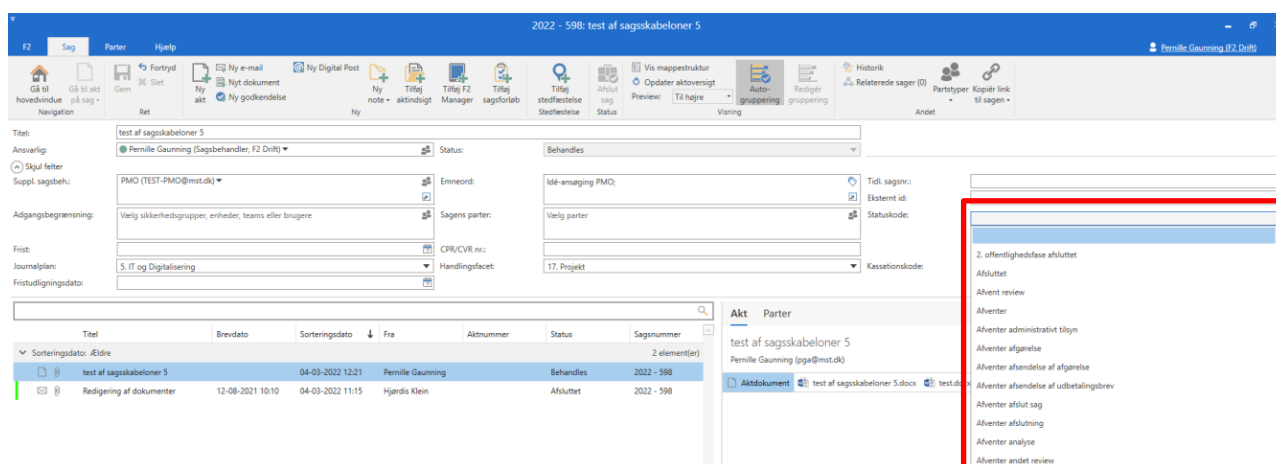 2022 - 598: test af sagsskabeloner 5
F2 Sag Parter Hjælp Pernille Gaunning (F2 Drift)
Gå til hovedvindue
Gå til akt på sag
Navigation
Gem
Fortryd
Slet
Ret
Ny akt
Ny e-mail
Nyt dokument
Ny godkendelse
Ny Digital Post
Ny note
Tilføj aktindsigt
Tilføj F2 Manager
Tilføj sagsforløb
Ny
Tilføj stedfæstelse
Stedfæstelse
Afslut sag
Status
Vis mappestruktur
Opdater aktoversigt
Preview: Til højre
Auto-gruppering
Redigér gruppering
Visning
Historik
Relaterede sager (0)
Partstyper
Kopiér link til sagen
Andet
Titel: test af sagsskabeloner 5
Ansvarlig: Pernille Gaunning (Sagsbehandler, F2 Drift) Status: Behandles
Skjul felter
Suppl. sagsbeh.: PMO (TEST-PMO@mst.dk) Emneord: Idé-ansøging PMO; Tidl. sagsnr.:
Eksternt id:
Adgangsbegrænsning: Vælg sikkerhedsgrupper, enheder, teams eller brugere Sagens parter: Vælg parter Statuskode:
Frist: CPR/CVR nr.:
Journalplan: 5. IT og Digitalisering Handlingsfacet: 17. Projekt Kassationskode:
Fristudligningsdato:
2. offentlighedsfase afsluttet
Afsluttet
Afvent review
Afventer
Afventer administrativt tilsyn
Afventer afgørelse
Afventer afsendelse af afgørelse
Afventer afsendelse af udbetalingsbrev
Afventer afslut sag
Afventer afslutning
Afventer analyse
Afventer andet review
Titel Brevdato Sorteringsdato Fra Aktnummer Status Sagsnummer
Sorteringsdato: Ældre 2 element(er)
test af sagsskabeloner 5 04-03-2022 12:21 Pernille Gaunning Behandles 2022 - 598
Redigering af dokumenter 12-08-2021 10:10 04-03-2022 11:15 Hjørdis Klein Afsluttet 2022 - 598
Akt Parter
test af sagsskabeloner 5
Pernille Gaunning (pga@mst.dk)
Aktdokument test af sagsskabeloner 5.docx